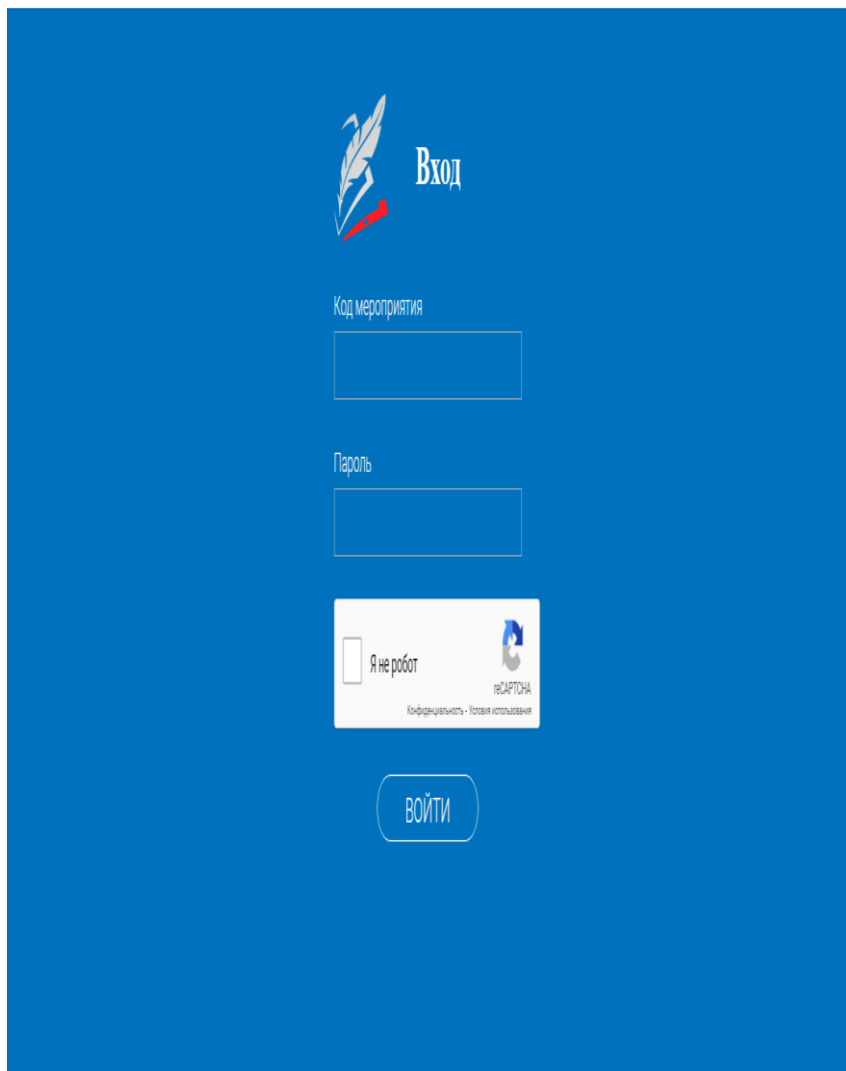 Вход
Код мероприятия
Пароль
Я не робот
reCAPTCHA
Конфиденциальность - Условия использования
ВОЙТИ